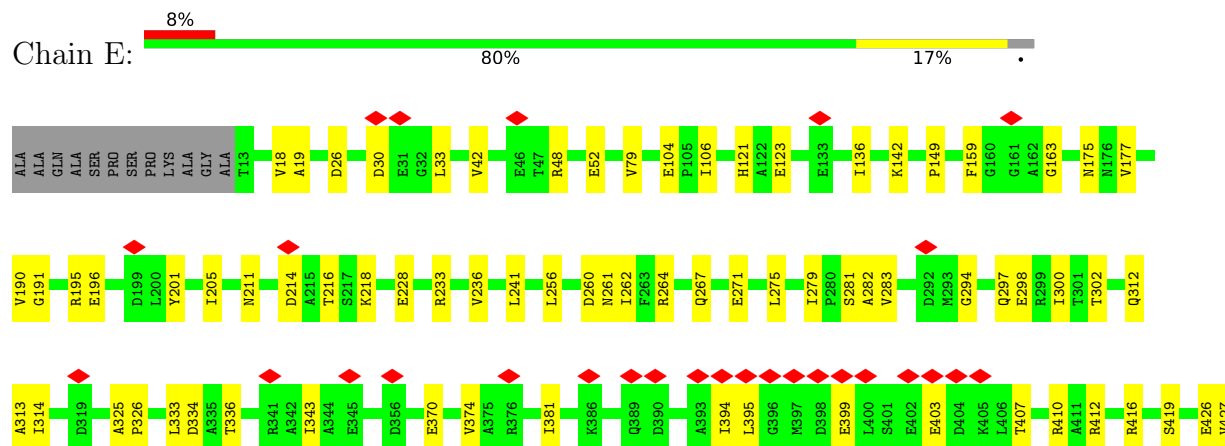 8%
Chain E:
80% 17% •
ALA ALA GLN ALA SER PRO SER PRO LYS ALA GLY ALA T13 V18 A19 D26 D30 E31 G32 L33 V42 E46 T47 R48 E52 V79 E104 P105 I106 H121 A122 E123 E133 I136 K142 P149 F159 G160 G161 A162 G163 N175 N176 V177
V190 G191 R195 E196 D199 L200 Y201 I205 N211 D214 A215 T216 S217 K218 E228 R233 V236 L241 L256 D260 N261 I262 F263 R264 Q267 E271 L275 I279 P280 S281 A282 V283 D292 M293 G294 Q297 E298 R299 I300 T301 T302 Q312
A313 I314 D319 A325 P326 L333 D334 A335 T336 R341 A342 I343 A344 E345 D356 E370 V374 A375 R376 I381 K386 Q389 D390 A393 I394 L395 G396 M397 D398 E399 L400 S401 E402 E403 D404 K405 L406 T407 R410 A411 R412 R416 S419 E426